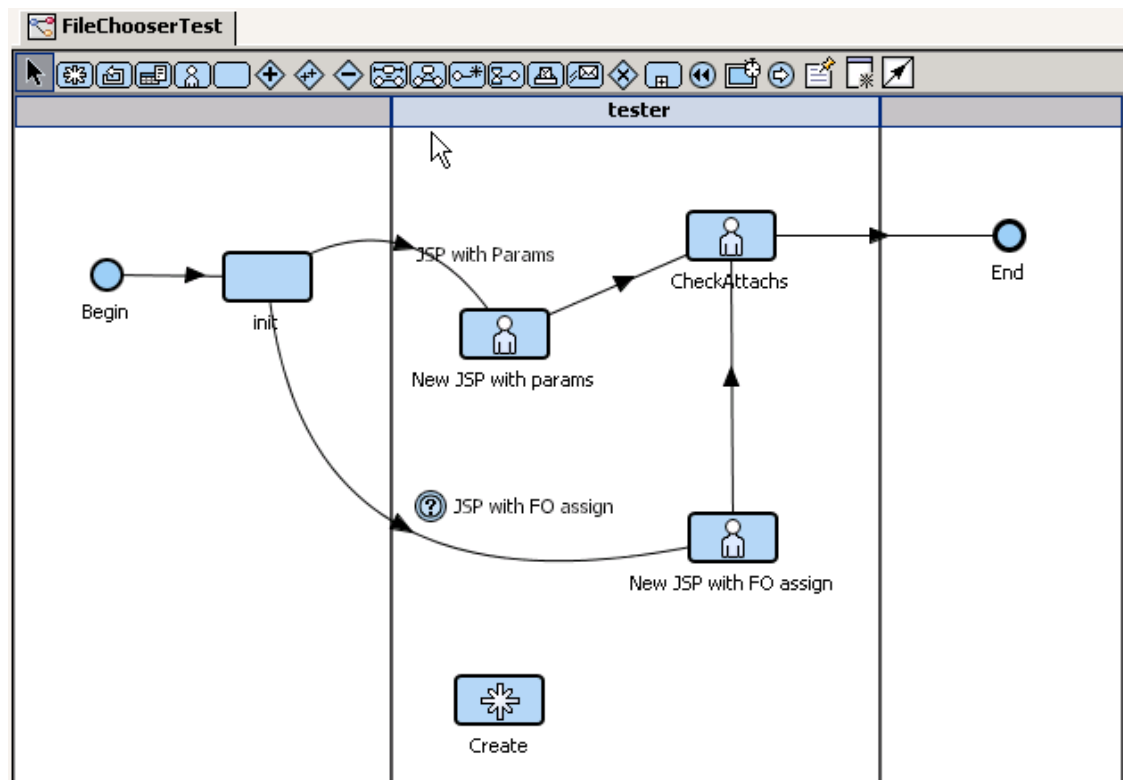 FileChooserTest
tester
JSP with Params
CheckAttachs
End
Begin
init
New JSP with params
? JSP with FO assign
New JSP with FO assign
Create